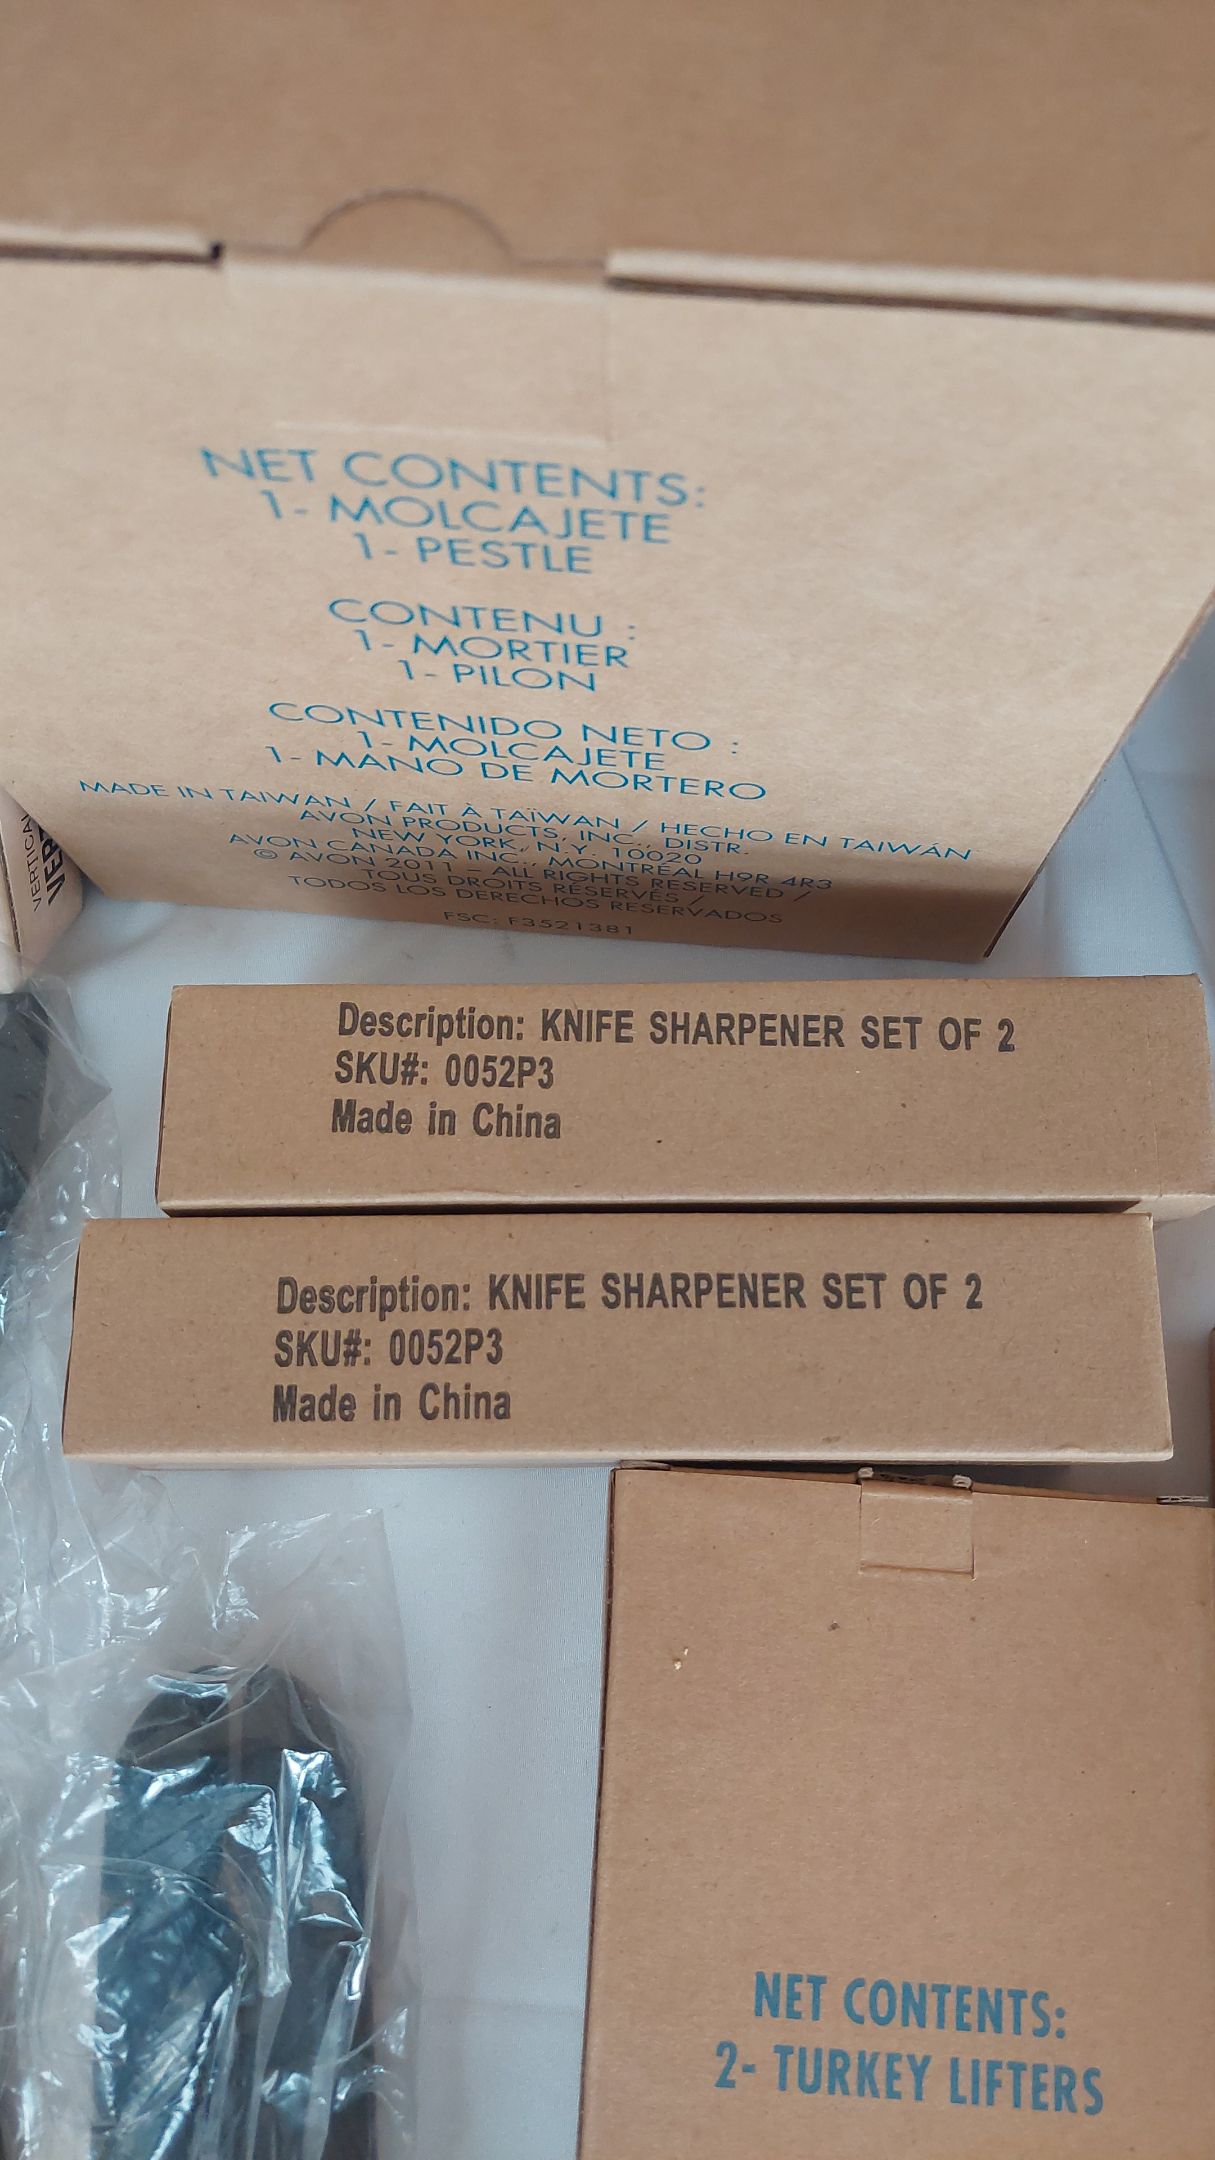 NET CONTENTS:
1- MOLCAJETE
1- PESTLE
CONTENU :
1- MORTIER
1- PILON
CONTENIDO NETO :
1- MOLCAJETE
1- MANO DE MORTERO
MADE IN TAIWAN / FAIT À TAÏWAN / HECHO EN TAIWÁN
AVON PRODUCTS, INC., DISTR.
NEW YORK, N.Y. 10020
AVON CANADA INC., MONTRÉAL H9R 4R3
© AVON 2011 – ALL RIGHTS RESERVED /
TOUS DROITS RÉSERVÉS /
TODOS LOS DERECHOS RESERVADOS
FSC: F3521381
VERTICAL
Description: KNIFE SHARPENER SET OF 2
SKU#: 0052P3
Made in China
Description: KNIFE SHARPENER SET OF 2
SKU#: 0052P3
Made in China
NET CONTENTS:
2- TURKEY LIFTERS